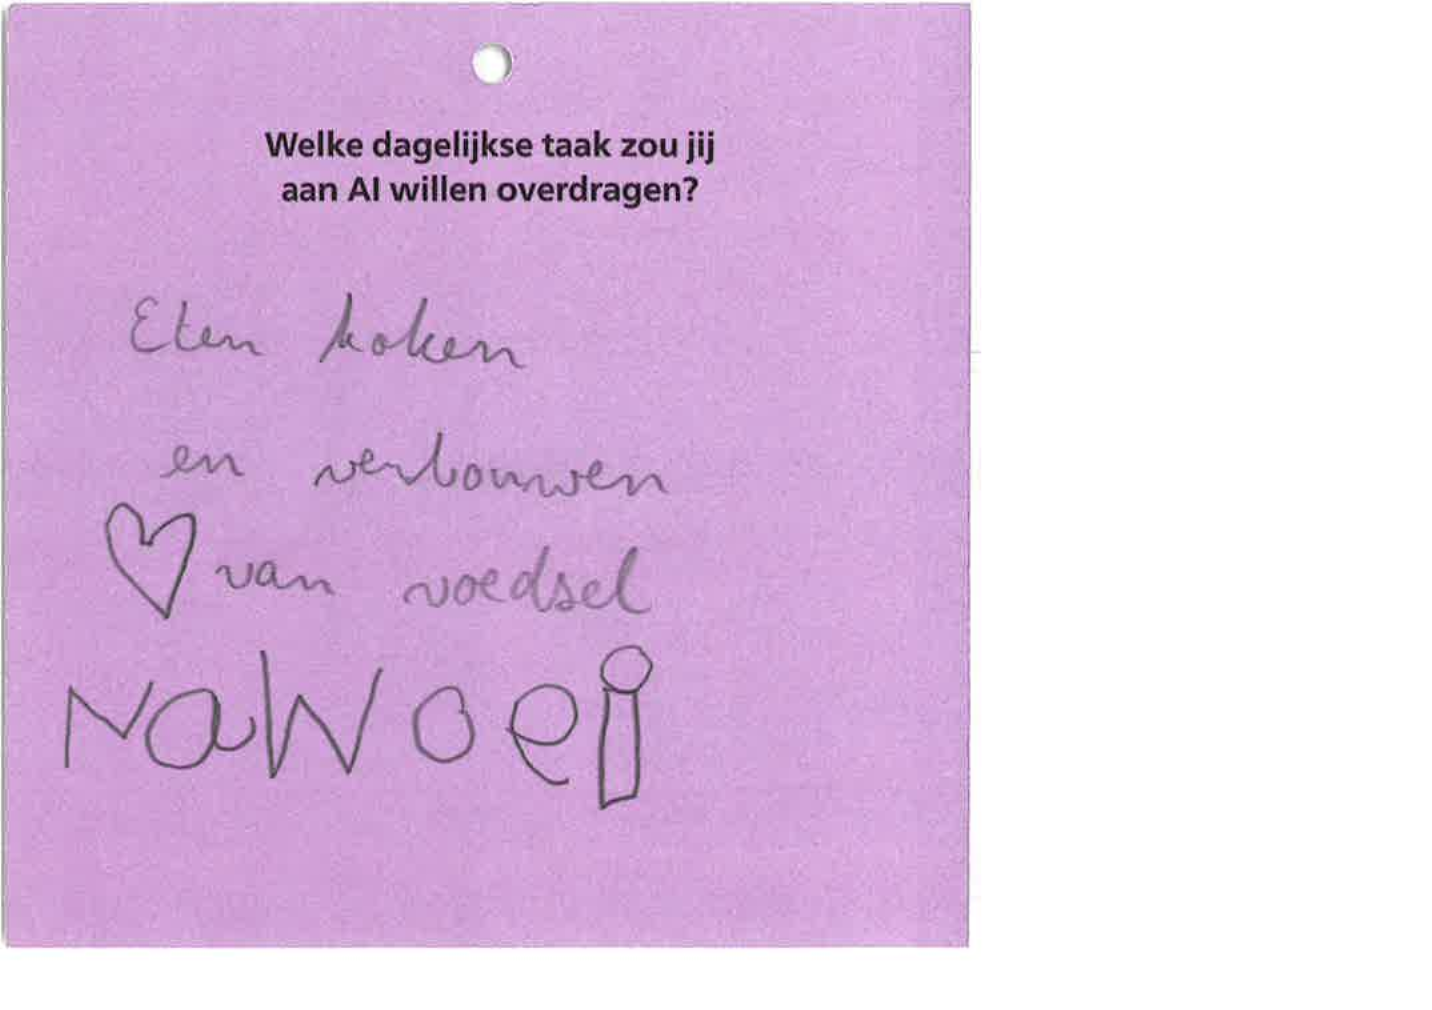 Welke dagelijkse taak zou jij
aan AI willen overdragen?
Eten koken
en verbouwen
van voedsel
Nawoei